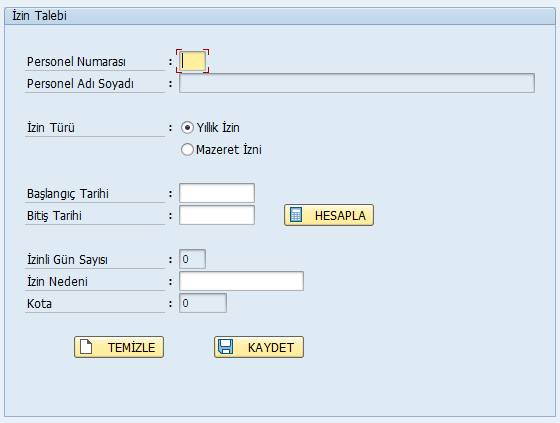 İzin Talebi
Personel Numarası :
Personel Adı Soyadı :
İzin Türü : Yıllık İzin
Mazeret İzni
Başlangıç Tarihi :
Bitiş Tarihi : HESAPLA
İzinli Gün Sayısı : 0
İzin Nedeni :
Kota : 0
TEMİZLE KAYDET